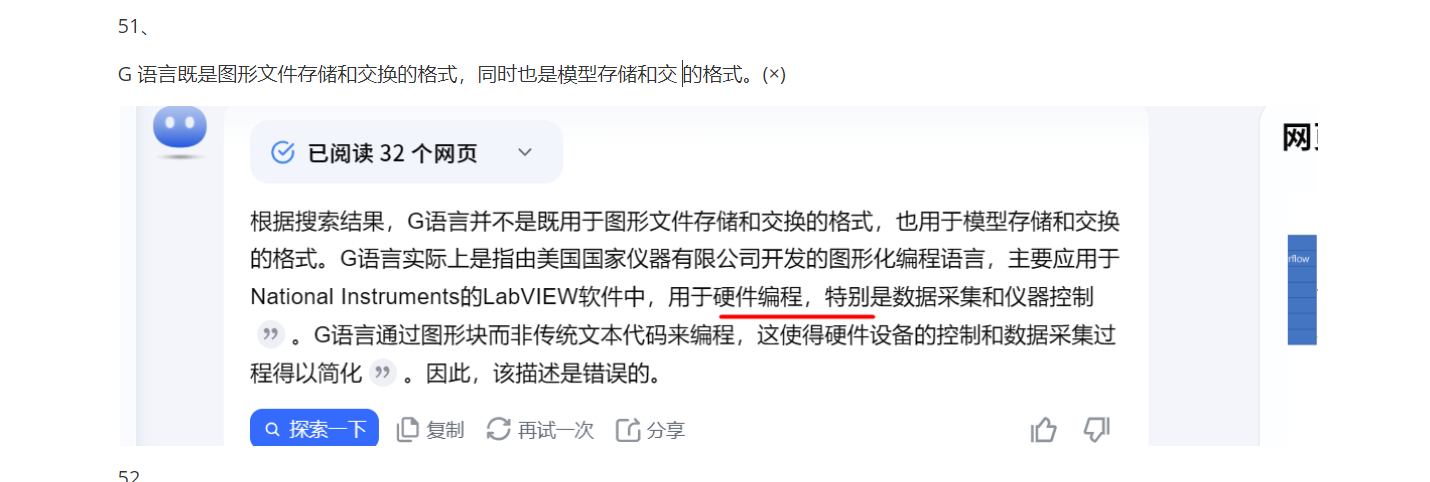 51、
G 语言既是图形文件存储和交换的格式，同时也是模型存储和交 的格式。(×)
已阅读 32 个网页
网
根据搜索结果，G语言并不是既用于图形文件存储和交换的格式，也用于模型存储和交换
的格式。G语言实际上是指由美国国家仪器有限公司开发的图形化编程语言，主要应用于
rflow
National Instruments的LabVIEW软件中，用于硬件编程，特别是数据采集和仪器控制
。G语言通过图形块而非传统文本代码来编程，这使得硬件设备的控制和数据采集过
程得以简化 。因此，该描述是错误的。
探索一下 复制 再试一次 分享
52